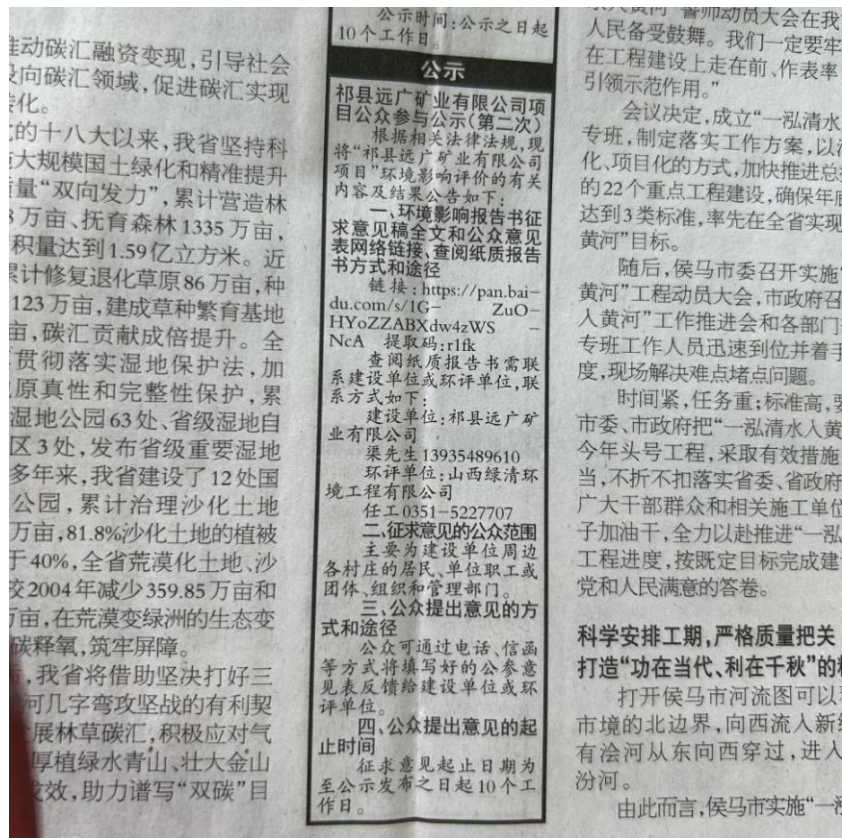 推动碳汇融资变现，引导社会
投向碳汇领域，促进碳汇实现
转化。
的十八大以来，我省坚持科
大规模国土绿化和精准提升
量“双向发力”，累计营造林
8万亩、抚育森林1335万亩，
积量达到1.59亿立方米。近
累计修复退化草原86万亩，种
123万亩，建成草种繁育基地
亩，碳汇贡献成倍提升。全
贯彻落实湿地保护法，加
原真性和完整性保护，累
湿地公园63处、省级湿地自
区3处，发布省级重要湿地
多年来，我省建设了12处国
公园，累计治理沙化土地
万亩，81.8%沙化土地的植被
于40%，全省荒漠化土地、沙
较2004年减少359.85万亩和
万亩，在荒漠变绿洲的生态变
碳释氧，筑牢屏障。
，我省将借助坚决打好三
河几字弯攻坚战的有利契
展林草碳汇，积极应对气
厚植绿水青山、壮大金山
成效，助力谱写“双碳”目
公示时间：公示之日起
10个工作日。
公示
祁县远广矿业有限公司项
目公众参与公示（第二次）
根据相关法律法规，现
将“祁县远广矿业有限公司
项目”环境影响评价的有关
内容及结果公告如下：
一、环境影响报告书征
求意见稿全文和公众意见
表网络链接、查阅纸质报告
书方式和途径
链接：https://pan.bai-
du.com/s/1G- ZuO-
HYoZZABXdw4zWS -
NcA 提取码：r1fk
查阅纸质报告书需联
系建设单位或环评单位，联
系方式如下：
建设单位：祁县远广矿
业有限公司
渠先生13935489610
环评单位：山西绿清环
境工程有限公司
任工0351-5227707
二、征求意见的公众范围
主要为建设单位周边
各村庄的居民、单位职工或
团体、组织和管理部门。
三、公众提出意见的方
式和途径
公众可通过电话、信函
等方式将填写好的公参意
见表反馈给建设单位或环
评单位。
四、公众提出意见的起
止时间
征求意见起止日期为
至公示发布之日起10个工
作日。
誓师动员大会在我
人民备受鼓舞。我们一定要牢
在工程建设上走在前、作表率
引领示范作用。”
会议决定，成立“一泓清水
专班，制定落实工作方案，以
化、项目化的方式，加快推进总
的22个重点工程建设，确保年底
达到3类标准，率先在全省实现
黄河”目标。
随后，侯马市委召开实施“
黄河”工程动员大会，市政府召
入黄河”工作推进会和各部门
专班工作人员迅速到位并着手
度，现场解决难点堵点问题。
时间紧，任务重；标准高，要
市委、市政府把“一泓清水入黄
今年头号工程，采取有效措施
当，不折不扣落实省委、省政府
广大干部群众和相关施工单位
子加油干，全力以赴推进“一泓
工程进度，按既定目标完成建
党和人民满意的答卷。
科学安排工期，严格质量把关
打造“功在当代、利在千秋”的
打开侯马市河流图可以
市境的北边界，向西流入新
有浍河从东向西穿过，进入
汾河。
由此而言，侯马市实施“一